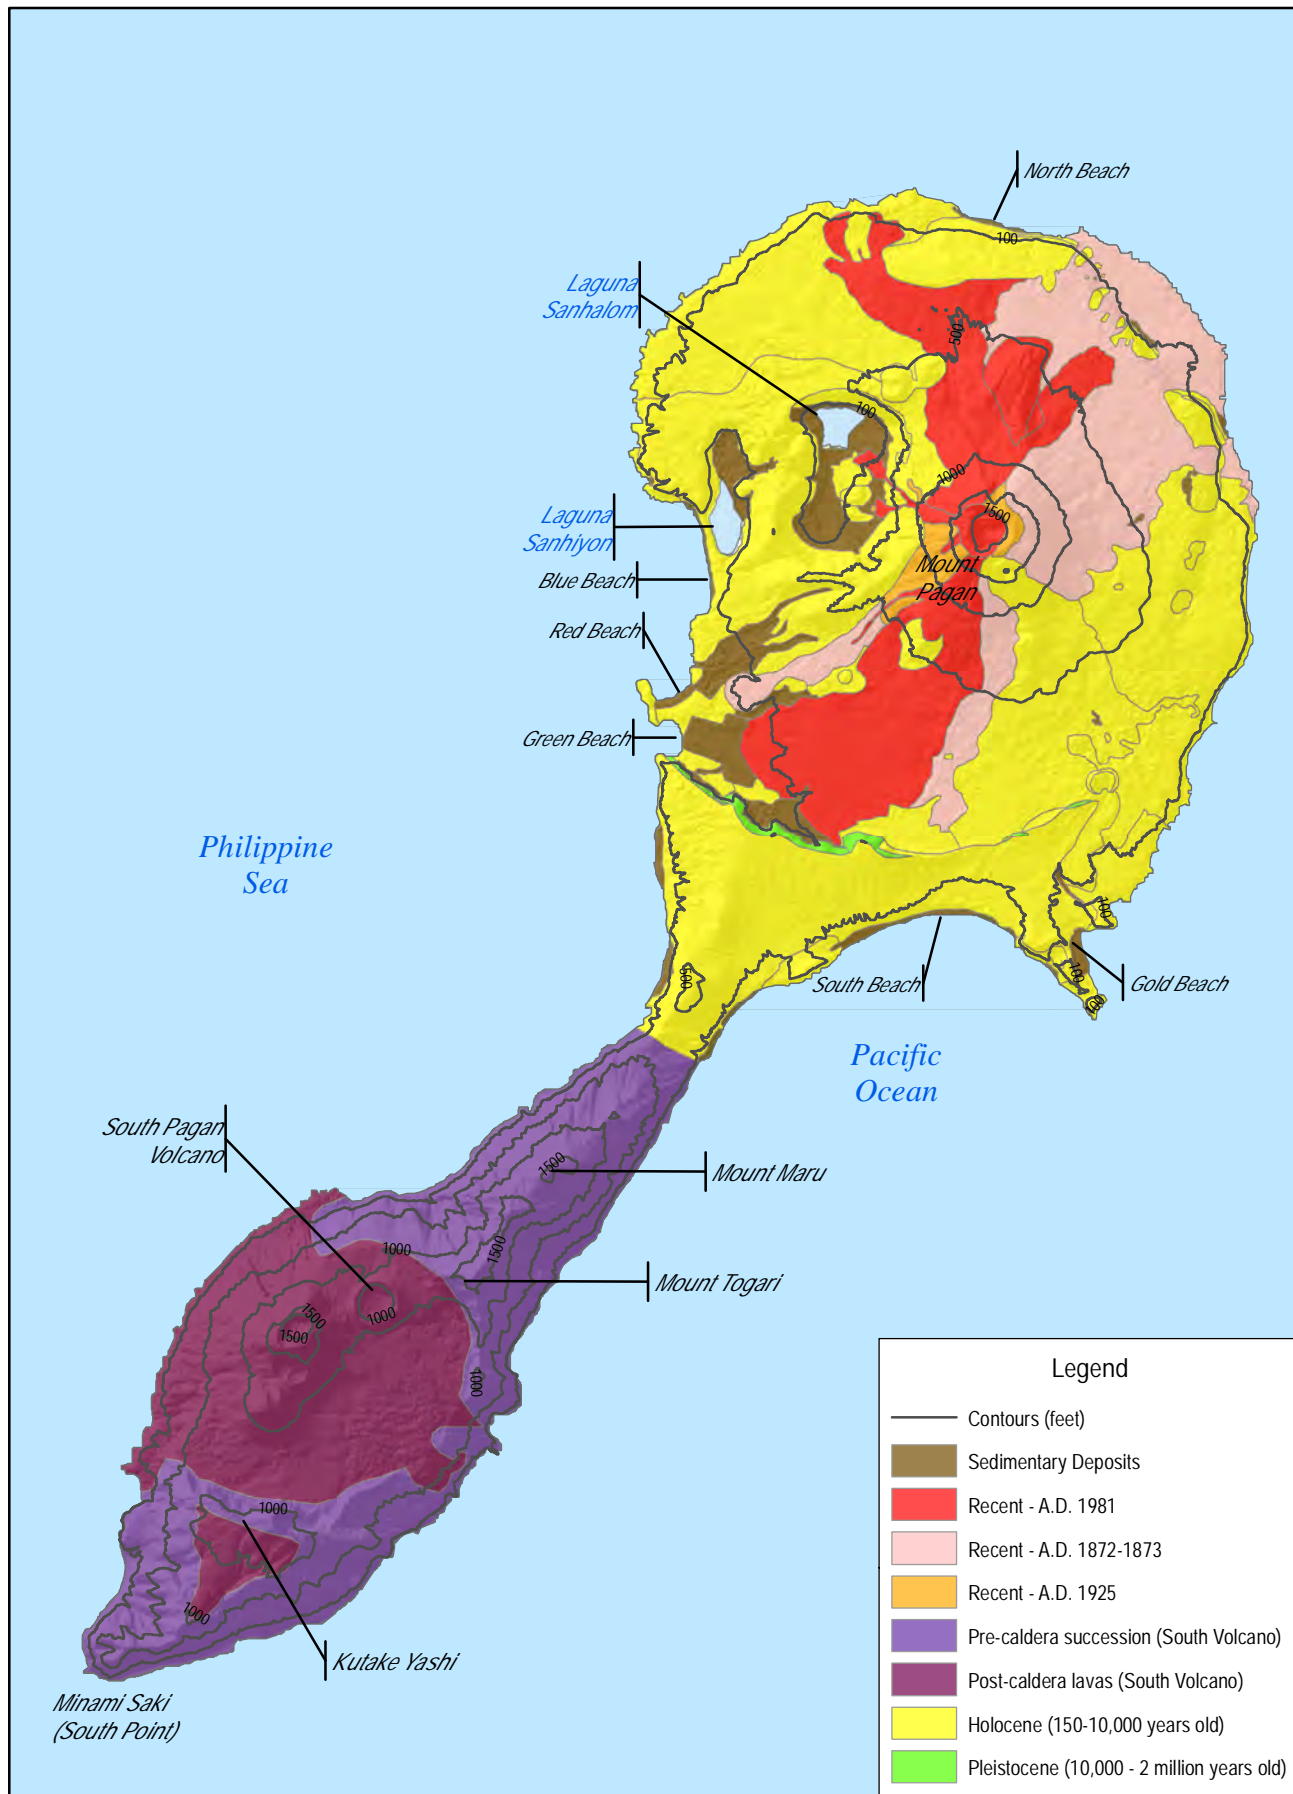 North Beach
100
Laguna
Sanhalom
500
100
1000
1500
Laguna
Sanhiyon
Mount
Pagan
Blue Beach
Red Beach
Green Beach
Philippine
Sea
100
500
100
100
South Beach
Gold Beach
Pacific
Ocean
South Pagan
Volcano
1500
Mount Maru
1000
1500
Mount Togari
1500
1000
1500
1000
Legend
Contours (feet)
Sedimentary Deposits
Recent - A.D. 1981
1000
Recent - A.D. 1872-1873
Recent - A.D. 1925
1000
Pre-caldera succession (South Volcano)
Kutake Yashi
Post-caldera lavas (South Volcano)
Minami Saki
(South Point)
Holocene (150-10,000 years old)
Pleistocene (10,000 - 2 million years old)